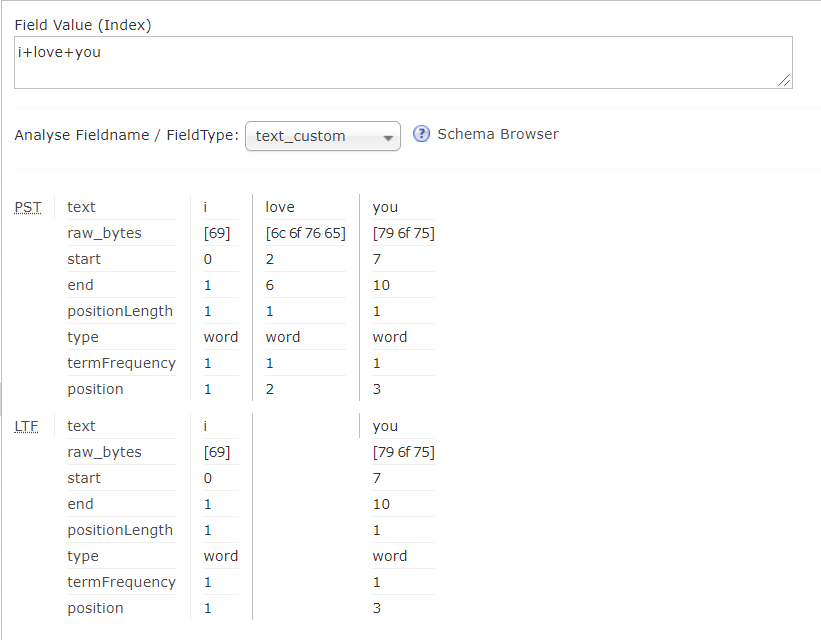 Field Value (Index)
i+love+you
Analyse Fieldname / FieldType: text_custom Schema Browser
PST text i love you
raw_bytes [69] [6c 6f 76 65] [79 6f 75]
start 0 2 7
end 1 6 10
positionLength 1 1 1
type word word word
termFrequency 1 1 1
position 1 2 3
LTF text i you
raw_bytes [69] [79 6f 75]
start 0 7
end 1 10
positionLength 1 1
type word word
termFrequency 1 1
position 1 3